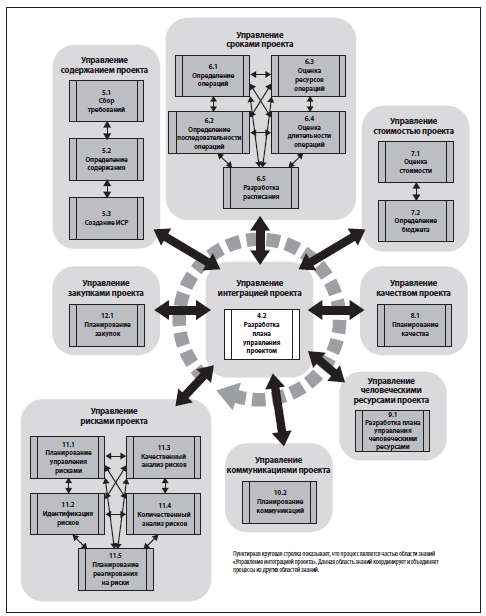 Управление
содержанием проекта
5.1
Сбор
требований
5.2
Определение
содержания
5.3
Создание ИСР
Управление
сроками проекта
6.1
Определение
операций
6.3
Оценка
ресурсов
операций
6.2
Определение
последовательности
операций
6.4
Оценка
длительности
операций
6.5
Разработка
расписания
Управление
стоимостью проекта
7.1
Оценка
стоимости
7.2
Определение
бюджета
Управление
закупками проекта
12.1
Планирование
закупок
Управление
интеграцией проекта
4.2
Разработка
плана
управления
проектом
Управление
качеством проекта
8.1
Планирование
качества
Управление
человеческими
ресурсами проекта
9.1
Разработка плана
управления
человеческими
ресурсами
Управление
рисками проекта
11.1
Планирование
управления
рисками
11.3
Качественный
анализ рисков
11.2
Идентификация
рисков
11.4
Количественный
анализ рисков
11.5
Планирование
реагирования
на риски
Управление
коммуникациями проекта
10.2
Планирование
коммуникаций
Пунктирная круговая стрелка показывает, что процесс является частью области знаний
«Управление интеграцией проекта». Данная область знаний координирует и объединяет
процессы из других областей знаний.